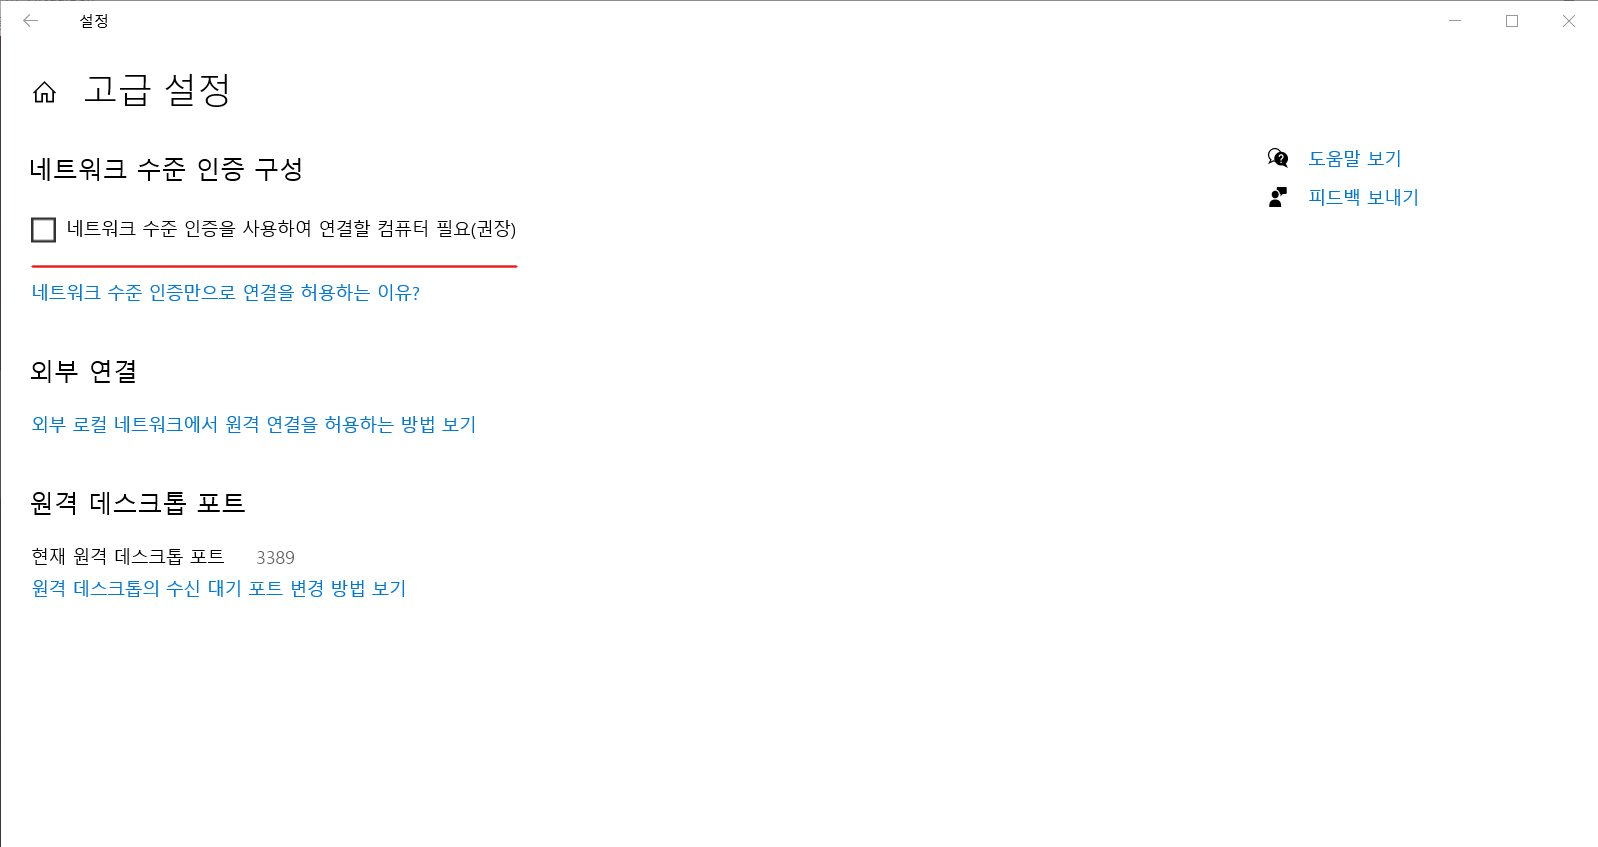 설정
고급 설정
네트워크 수준 인증 구성
네트워크 수준 인증을 사용하여 연결할 컴퓨터 필요(권장)
네트워크 수준 인증만으로 연결을 허용하는 이유?
외부 연결
외부 로컬 네트워크에서 원격 연결을 허용하는 방법 보기
원격 데스크톱 포트
현재 원격 데스크톱 포트 3389
원격 데스크톱의 수신 대기 포트 변경 방법 보기
도움말 보기
피드백 보내기